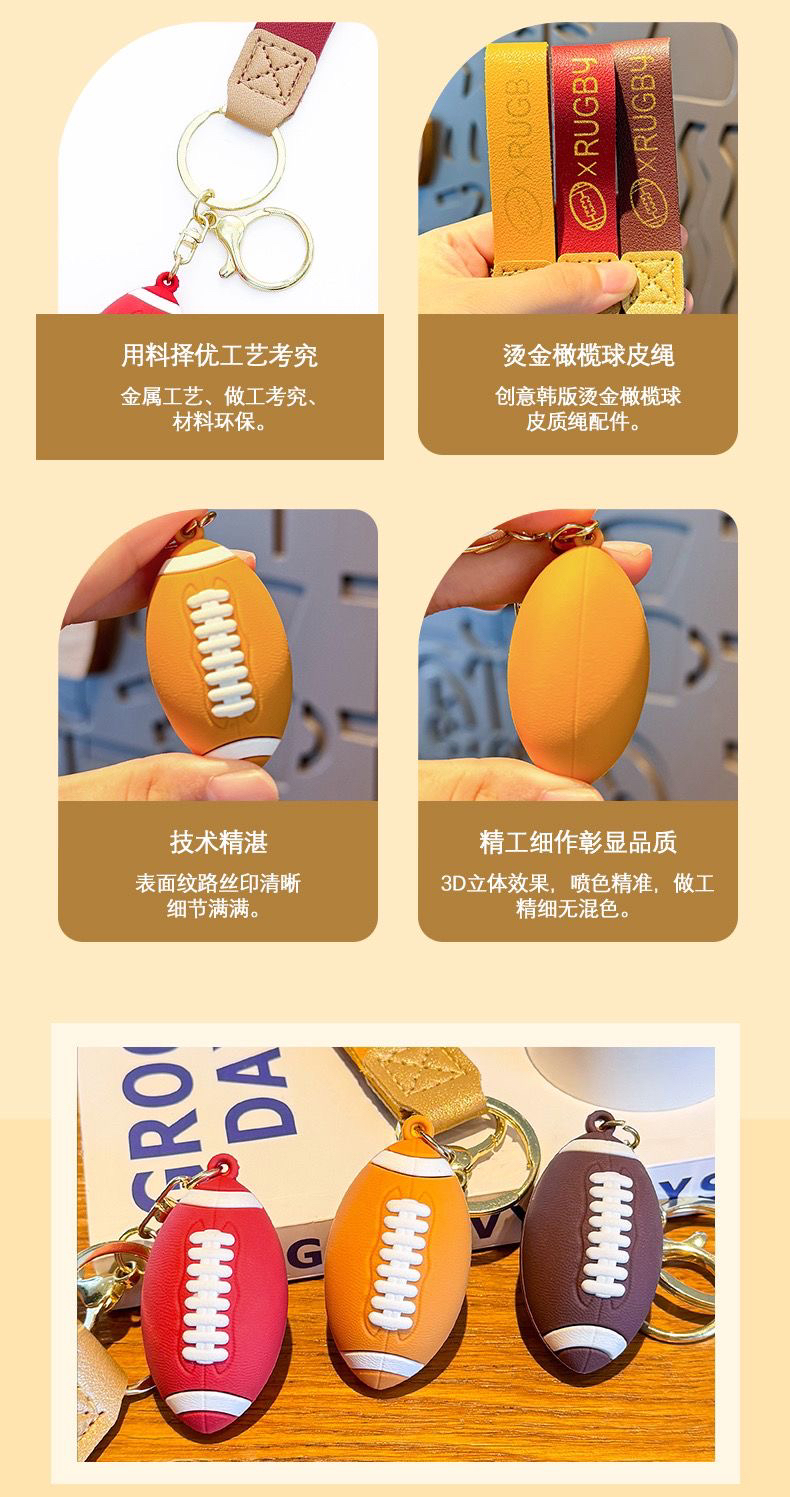 X RUGB
X RUGBY
X RUGBY
用料择优工艺考究
金属工艺、做工考究、
材料环保。
烫金橄榄球皮绳
创意韩版烫金橄榄球
皮质绳配件。
技术精湛
表面纹路丝印清晰
细节满满。
精工细作彰显品质
3D立体效果，喷色精准，做工
精细无混色。
GROO
DA
G
V
YS